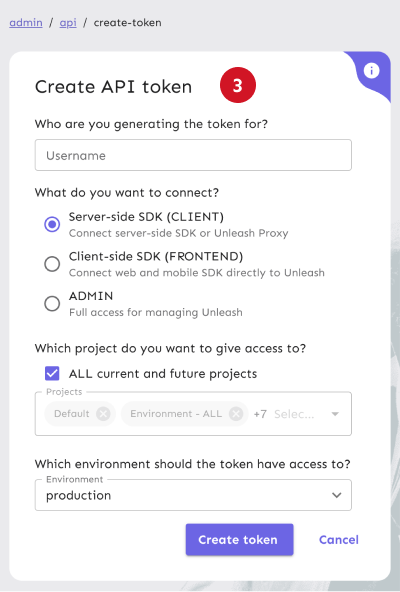 admin / api / create-token
Create API token 3
Who are you generating the token for?
Username
What do you want to connect?
Server-side SDK (CLIENT)
Connect server-side SDK or Unleash Proxy
Client-side SDK (FRONTEND)
Connect web and mobile SDK directly to Unleash
ADMIN
Full access for managing Unleash
Which project do you want to give access to?
ALL current and future projects
Projects
Default Environment - ALL +7 Selec...
Which environment should the token have access to?
Environment
production
Create token Cancel